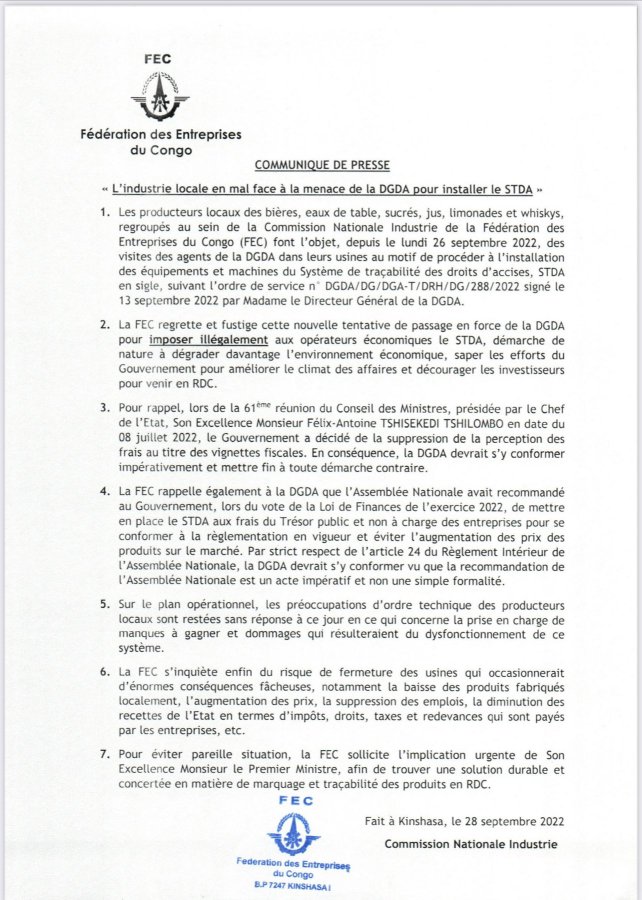 FEC
Fédération des Entreprises
du Congo
COMMUNIQUE DE PRESSE
« L'industrie locale en mal face à la menace de la DGDA pour installer le STDA »
1. Les producteurs locaux des bières, eaux de table, sucrés, jus, limonades et whiskys,
regroupés au sein de la Commission Nationale Industrie de la Fédération des
Entreprises du Congo (FEC) font l'objet, depuis le lundi 26 septembre 2022, des
visites des agents de la DGDA dans leurs usines au motif de procéder à l'installation
des équipements et machines du Système de traçabilité des droits d'accises, STDA
en sigle, suivant l'ordre de service n° DGDA/DG/DGA-T/DRH/DG/288/2022 signé le
13 septembre 2022 par Madame le Directeur Général de la DGDA.
2. La FEC regrette et fustige cette nouvelle tentative de passage en force de la DGDA
pour imposer illégalement aux opérateurs économiques le STDA, démarche de
nature à dégrader davantage l'environnement économique, saper les efforts du
Gouvernement pour améliorer le climat des affaires et décourager les investisseurs
pour venir en RDC.
3. Pour rappel, lors de la 61ème réunion du Conseil des Ministres, présidée par le Chef
de l'Etat, Son Excellence Monsieur Félix-Antoine TSHISEKEDI TSHILOMBO en date du
08 juillet 2022, le Gouvernement a décidé de la suppression de la perception des
frais au titre des vignettes fiscales. En conséquence, la DGDA devrait s'y conformer
impérativement et mettre fin à toute démarche contraire.
4. La FEC rappelle également à la DGDA que l'Assemblée Nationale avait recommandé
au Gouvernement, lors du vote de la Loi de Finances de l'exercice 2022, de mettre
en place le STDA aux frais du Trésor public et non à charge des entreprises pour se
conformer à la règlementation en vigueur et éviter l'augmentation des prix des
produits sur le marché. Par strict respect de l'article 24 du Règlement Intérieur de
l'Assemblée Nationale, la DGDA devrait s'y conformer vu que la recommandation de
l'Assemblée Nationale est un acte impératif et non une simple formalité.
5. Sur le plan opérationnel, les préoccupations d'ordre technique des producteurs
locaux sont restées sans réponse à ce jour en ce qui concerne la prise en charge de
manques à gagner et dommages qui résulteraient du dysfonctionnement de ce
système.
6. La FEC s'inquiète enfin du risque de fermeture des usines qui occasionnerait
d'énormes conséquences fâcheuses, notamment la baisse des produits fabriqués
localement, l'augmentation des prix, la suppression des emplois, la diminution des
recettes de l'Etat en termes d'impôts, droits, taxes et redevances qui sont payés
par les entreprises, etc.
7. Pour éviter pareille situation, la FEC sollicite l'implication urgente de Son
Excellence Monsieur le Premier Ministre, afin de trouver une solution durable et
concertée en matière de marquage et traçabilité des produits en RDC.
FEC
Federation des Entreprises
du Congo
B.P 7247 KINSHASA I
Fait à Kinshasa, le 28 septembre 2022
Commission Nationale Industrie